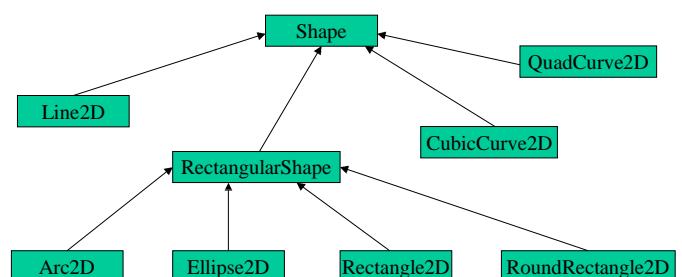 Shape
QuadCurve2D
Line2D
CubicCurve2D
RectangularShape
Arc2D
Ellipse2D
Rectangle2D
RoundRectangle2D